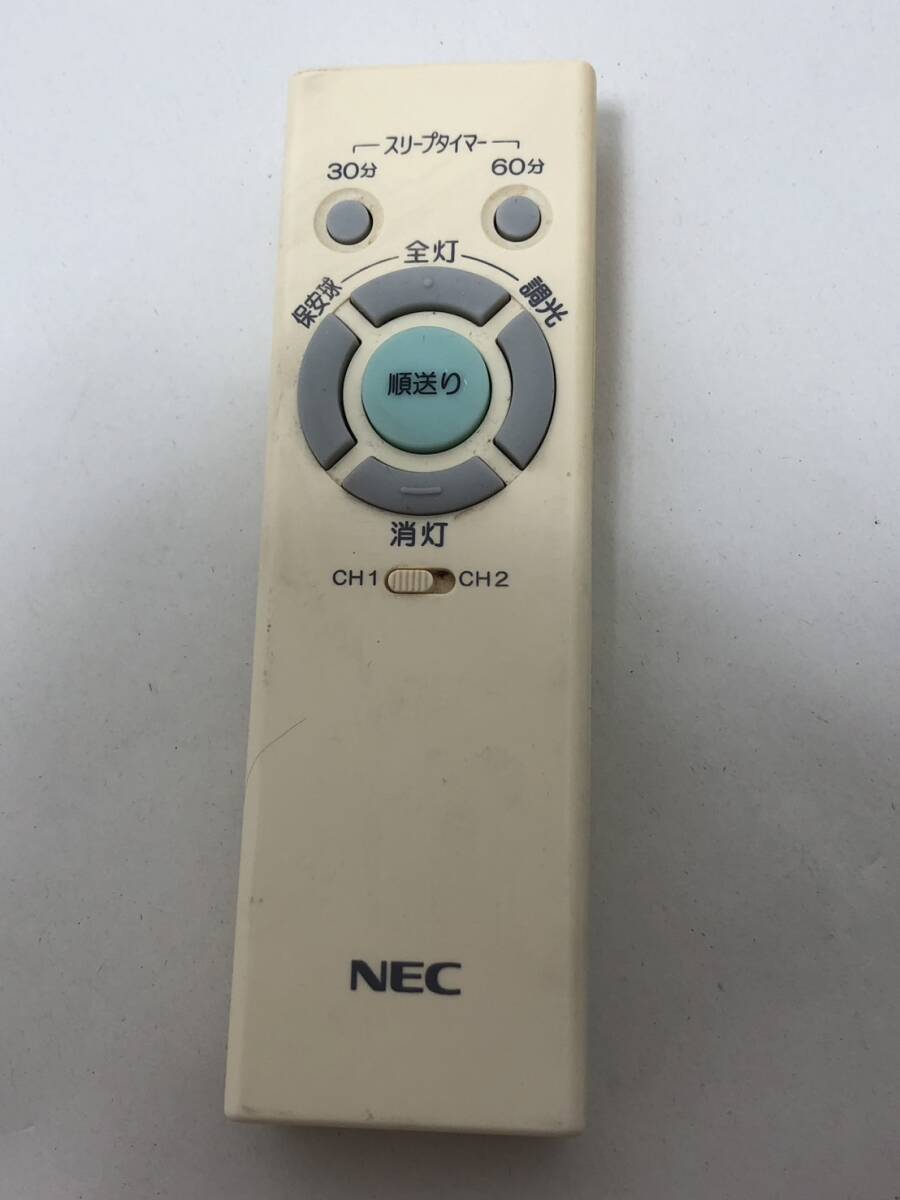 スリープタイマー
30分 60分
全灯
保安球 調光
順送り
消灯
CH1 CH2
NEC